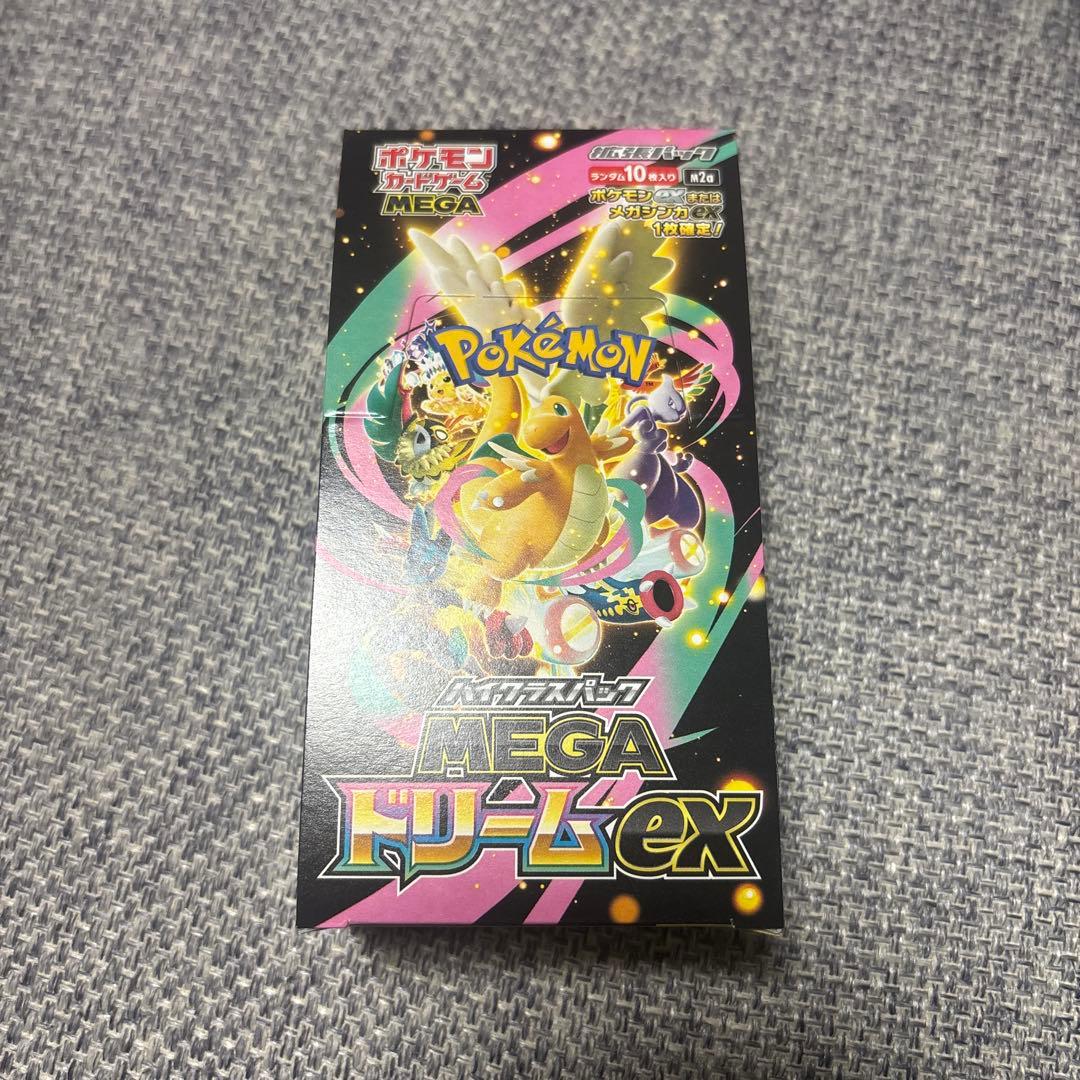 ポケモン
カードゲーム
MEGA
拡張パック
ランダム10枚入り M2a
ポケモンexまたは
メガシンカex
1枚確定!
POKéMON
TM
ハイクラスパック
MEGA
ドリームex